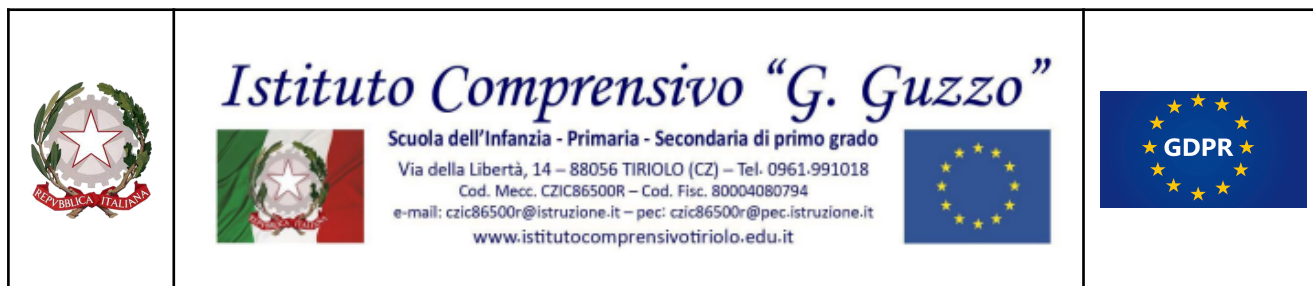 REPVBBLICA ITALIANA
Istituto Comprensivo “G. Guzzo”
Scuola dell’Infanzia - Primaria - Secondaria di primo grado
Via della Libertà, 14 – 88056 TIRIOLO (CZ) – Tel. 0961.991018
Cod. Mecc. CZIC86500R – Cod. Fisc. 80004080794
e-mail: czic86500r@istruzione.it – pec: czic86500r@pec.istruzione.it
www.istitutocomprensivotiriolo.edu.it
REPVBBLICA ITALIANA
GDPR